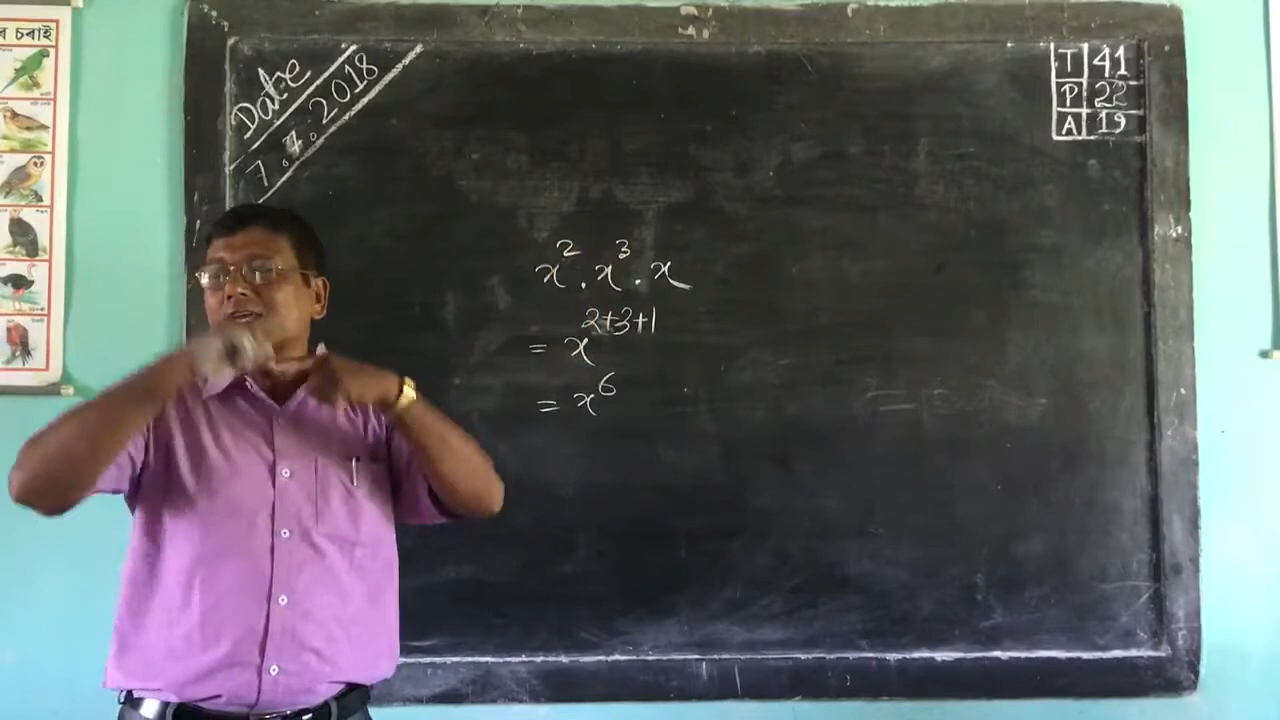 ৰ চৰাই
Date
7.7.2018
T 41
P 22
A 19
x².x³.x
= x²⁺³⁺¹
= x⁶